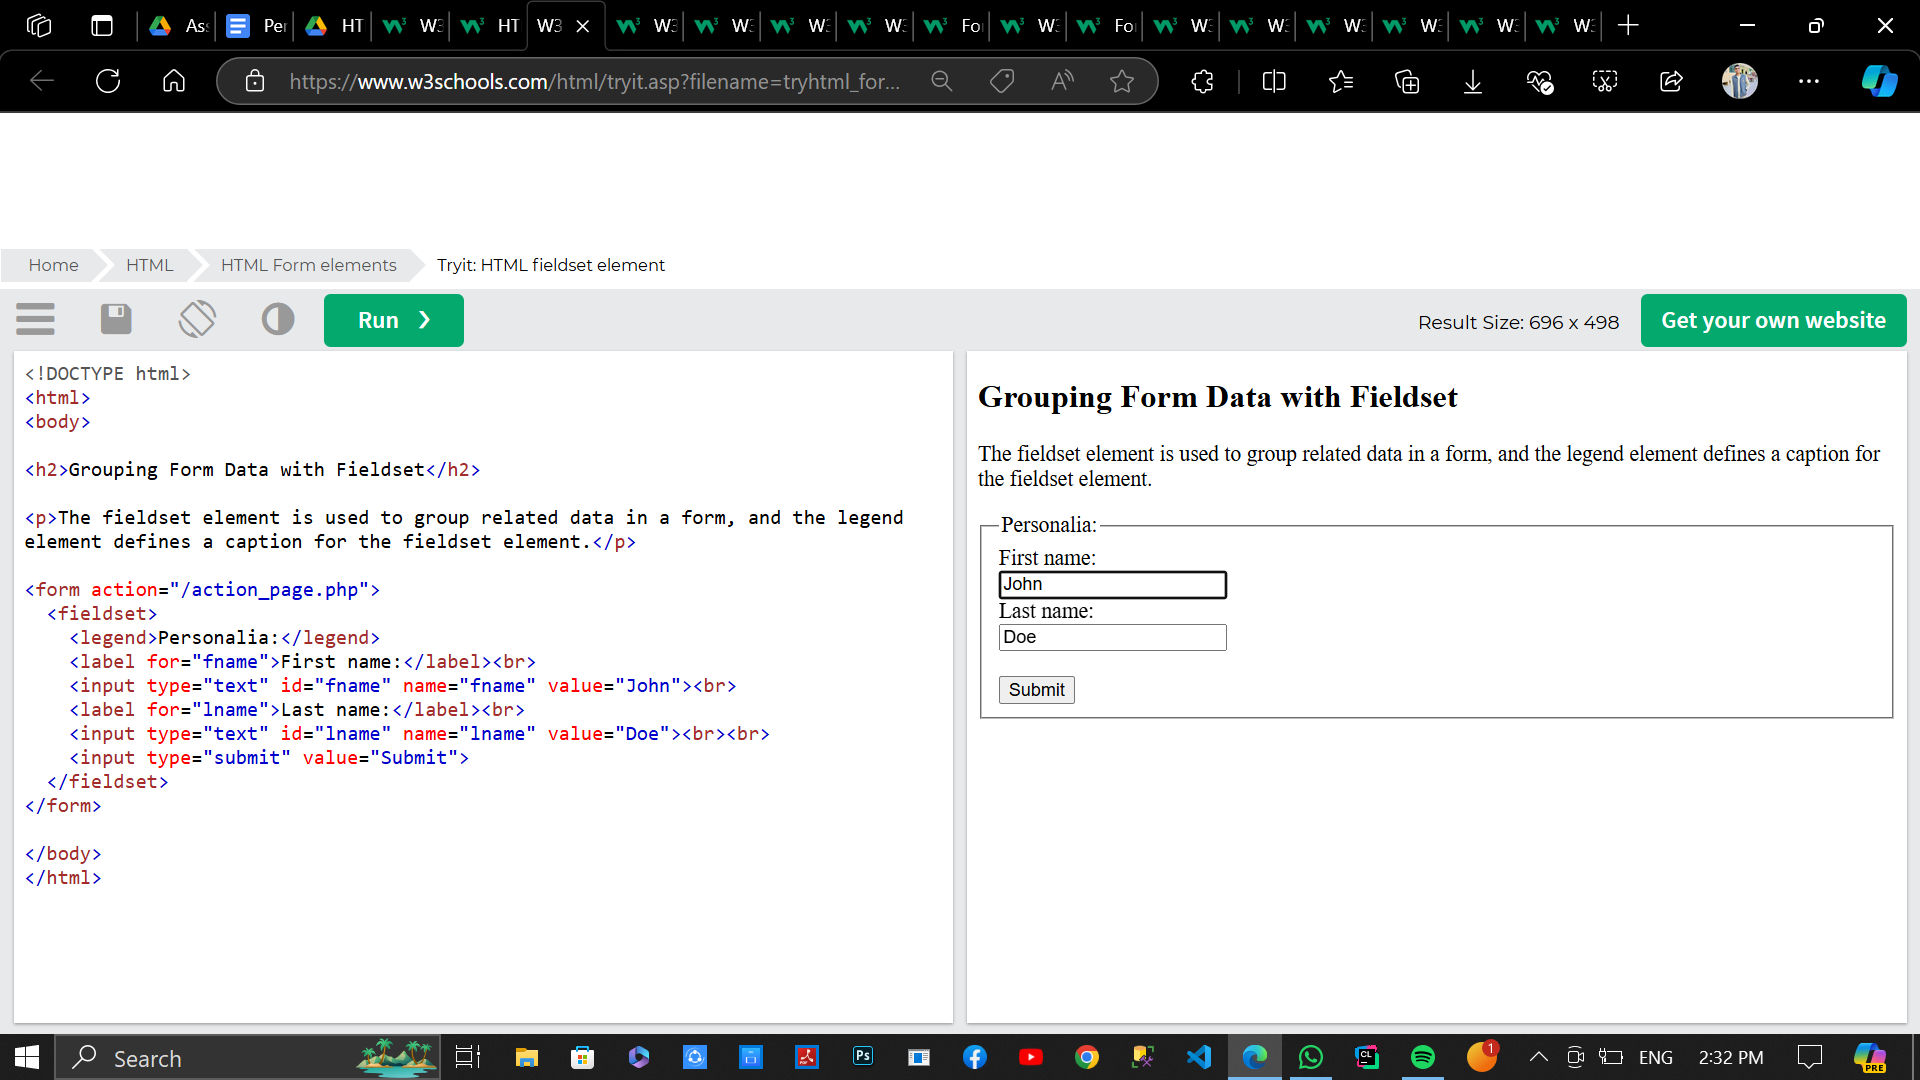 Ass
Per
HT
W3
HT
W3
W3
W3
W3
W3
Fo
W3
Fo
W3
W3
W3
W3
W3
W3
https://www.w3schools.com/html/tryit.asp?filename=tryhtml_for...
Home
HTML
HTML Form elements
Tryit: HTML fieldset element
Run ❯
Result Size: 696 x 498
Get your own website
<!DOCTYPE html>
<html>
<body>
<h2>Grouping Form Data with Fieldset</h2>
<p>The fieldset element is used to group related data in a form, and the legend
element defines a caption for the fieldset element.</p>
<form action="/action_page.php">
<fieldset>
<legend>Personalia:</legend>
<label for="fname">First name:</label><br>
<input type="text" id="fname" name="fname" value="John"><br>
<label for="lname">Last name:</label><br>
<input type="text" id="lname" name="lname" value="Doe"><br><br>
<input type="submit" value="Submit">
</fieldset>
</form>
</body>
</html>
Grouping Form Data with Fieldset
The fieldset element is used to group related data in a form, and the legend element defines a caption for
the fieldset element.
Personalia:
First name:
John
Last name:
Doe
Submit
Search
Ps
CL
1
ENG
2:32 PM
PRE